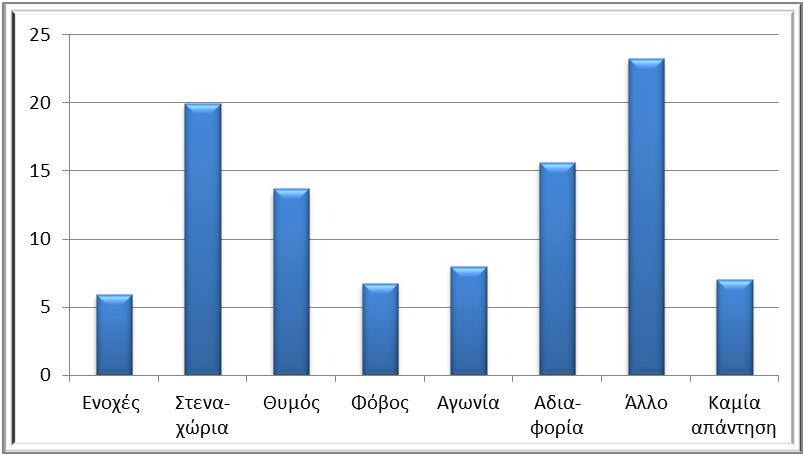 25
20
15
10
5
0
Ενοχές
Στενα-
χώρια
Θυμός
Φόβος
Αγωνία
Αδια-
φορία
Άλλο
Καμία
απάντηση